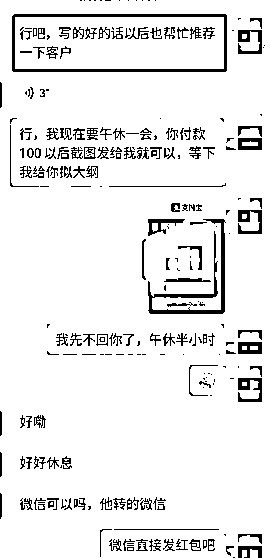 行吧，写的好的话以后也帮忙推荐
一下客户
3"
行，我现在要午休一会，你付款
100以后截图发给我就可以，等下
我给你拟大纲
支付宝
我先不回你了，午休半小时
好嘞
好好休息
微信可以吗，他转的微信
微信直接发红包吧